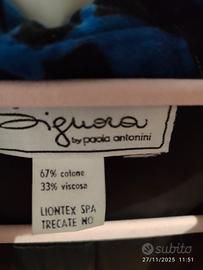 Signora
by paola antonini
67% cotone
33% viscosa
LIONTEX SPA
TRECATE NO
subito
27/11/2025 11:51